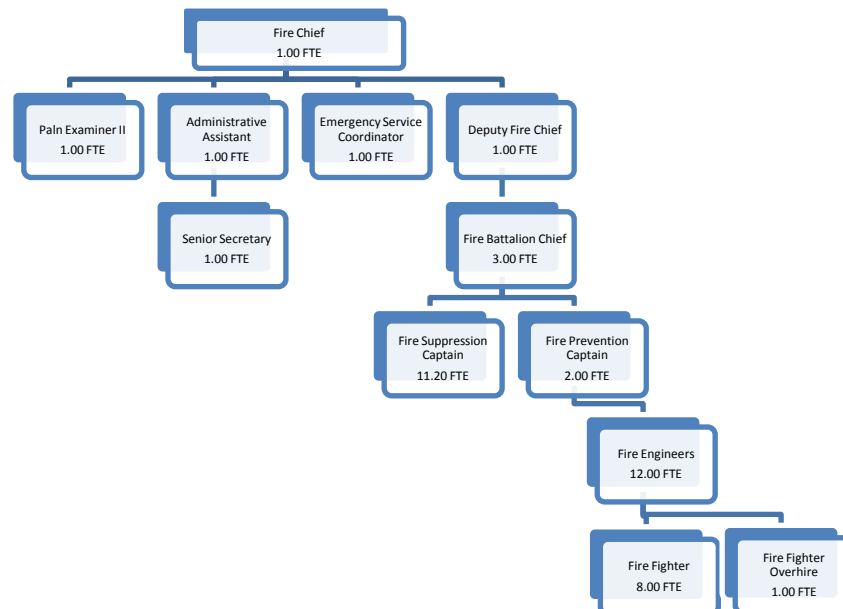 Fire Chief
1.00 FTE
Paln Examiner II
1.00 FTE
Administrative
Assistant
1.00 FTE
Emergency Service
Coordinator
1.00 FTE
Deputy Fire Chief
1.00 FTE
Senior Secretary
1.00 FTE
Fire Battalion Chief
3.00 FTE
Fire Suppression
Captain
11.20 FTE
Fire Prevention
Captain
2.00 FTE
Fire Engineers
12.00 FTE
Fire Fighter
8.00 FTE
Fire Fighter
Overhire
1.00 FTE